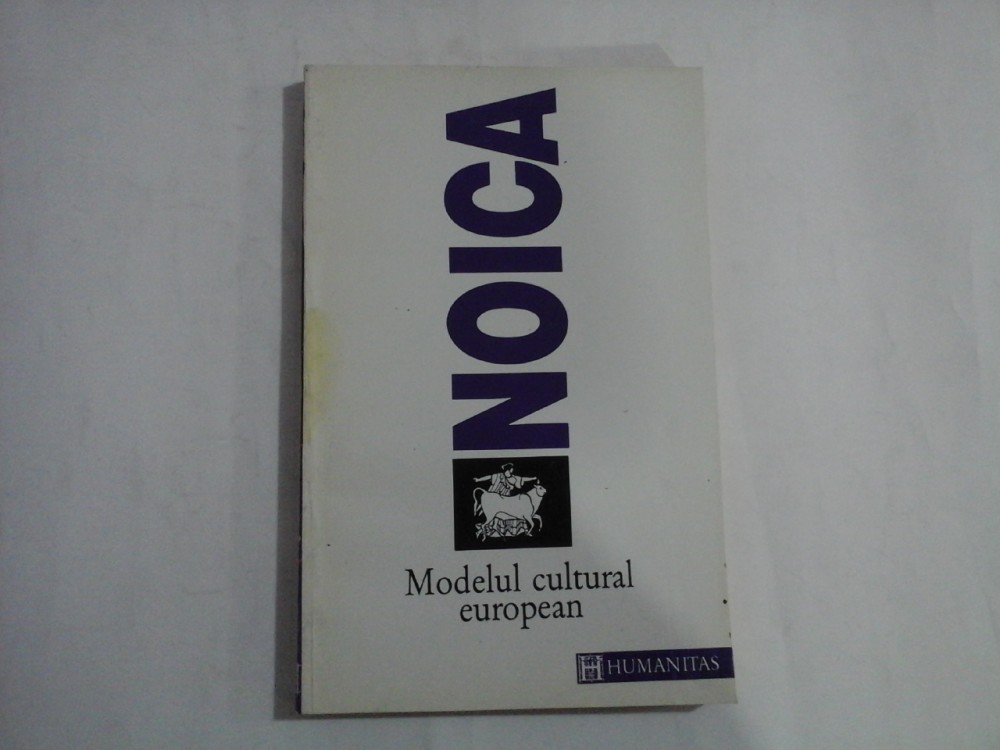 NOICA
Modelul cultural
european
HUMANITAS